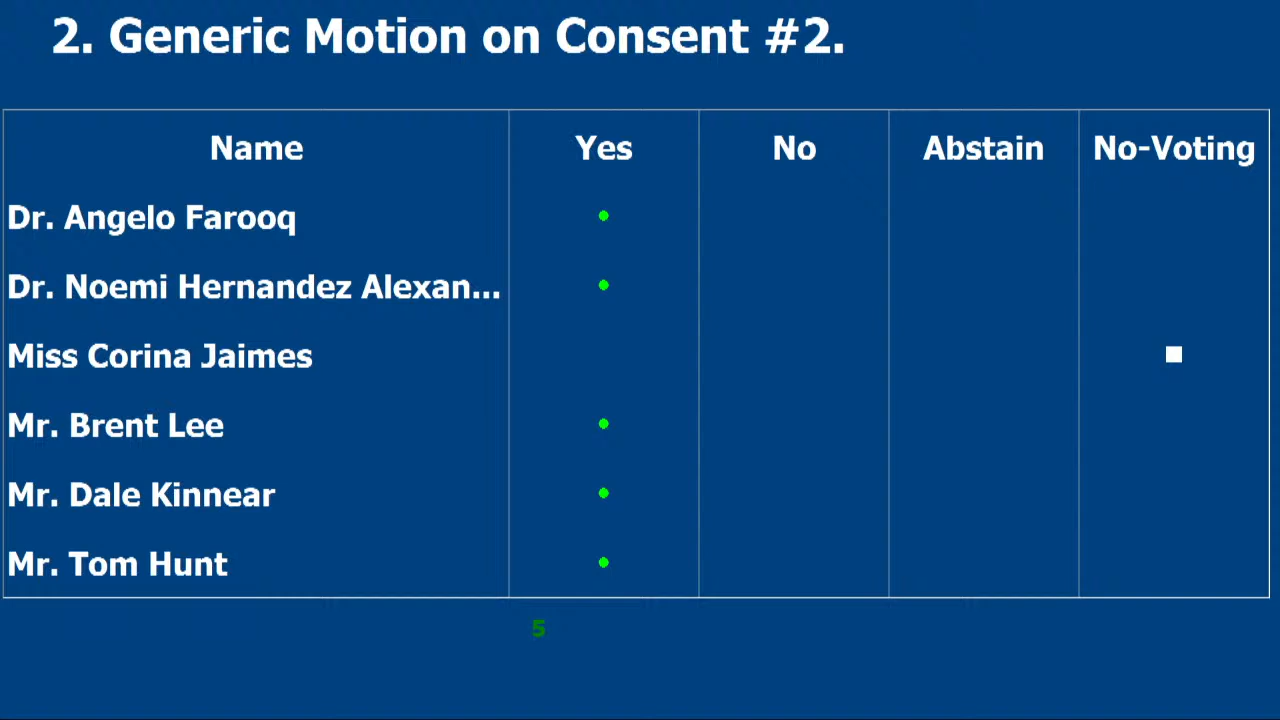 2. Generic Motion on Consent #2.
Name Yes No Abstain No-Voting
Dr. Angelo Farooq
Dr. Noemi Hernandez Alexan...
Miss Corina Jaimes
Mr. Brent Lee
Mr. Dale Kinnear
Mr. Tom Hunt
5